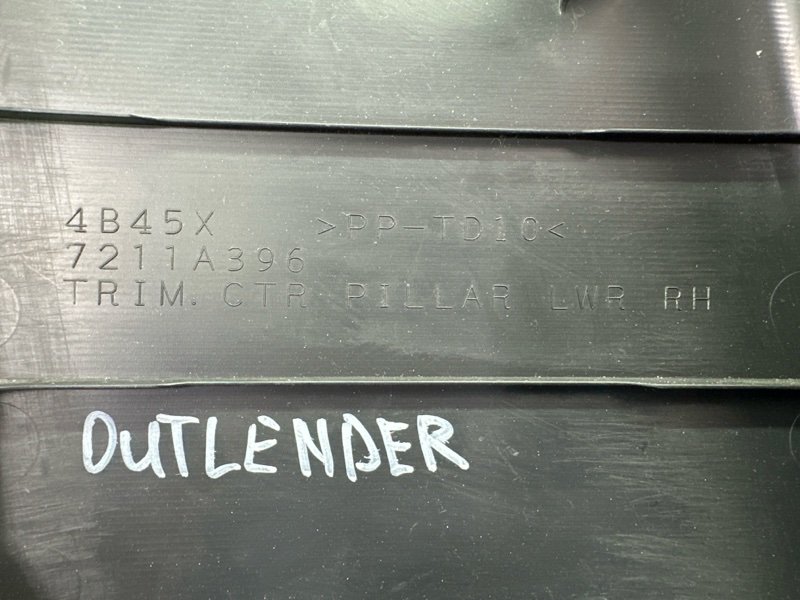 4B45X >PP-TD10<
7211A396
TRIM. CTR PILLAR LWR RH
OUTLENDER